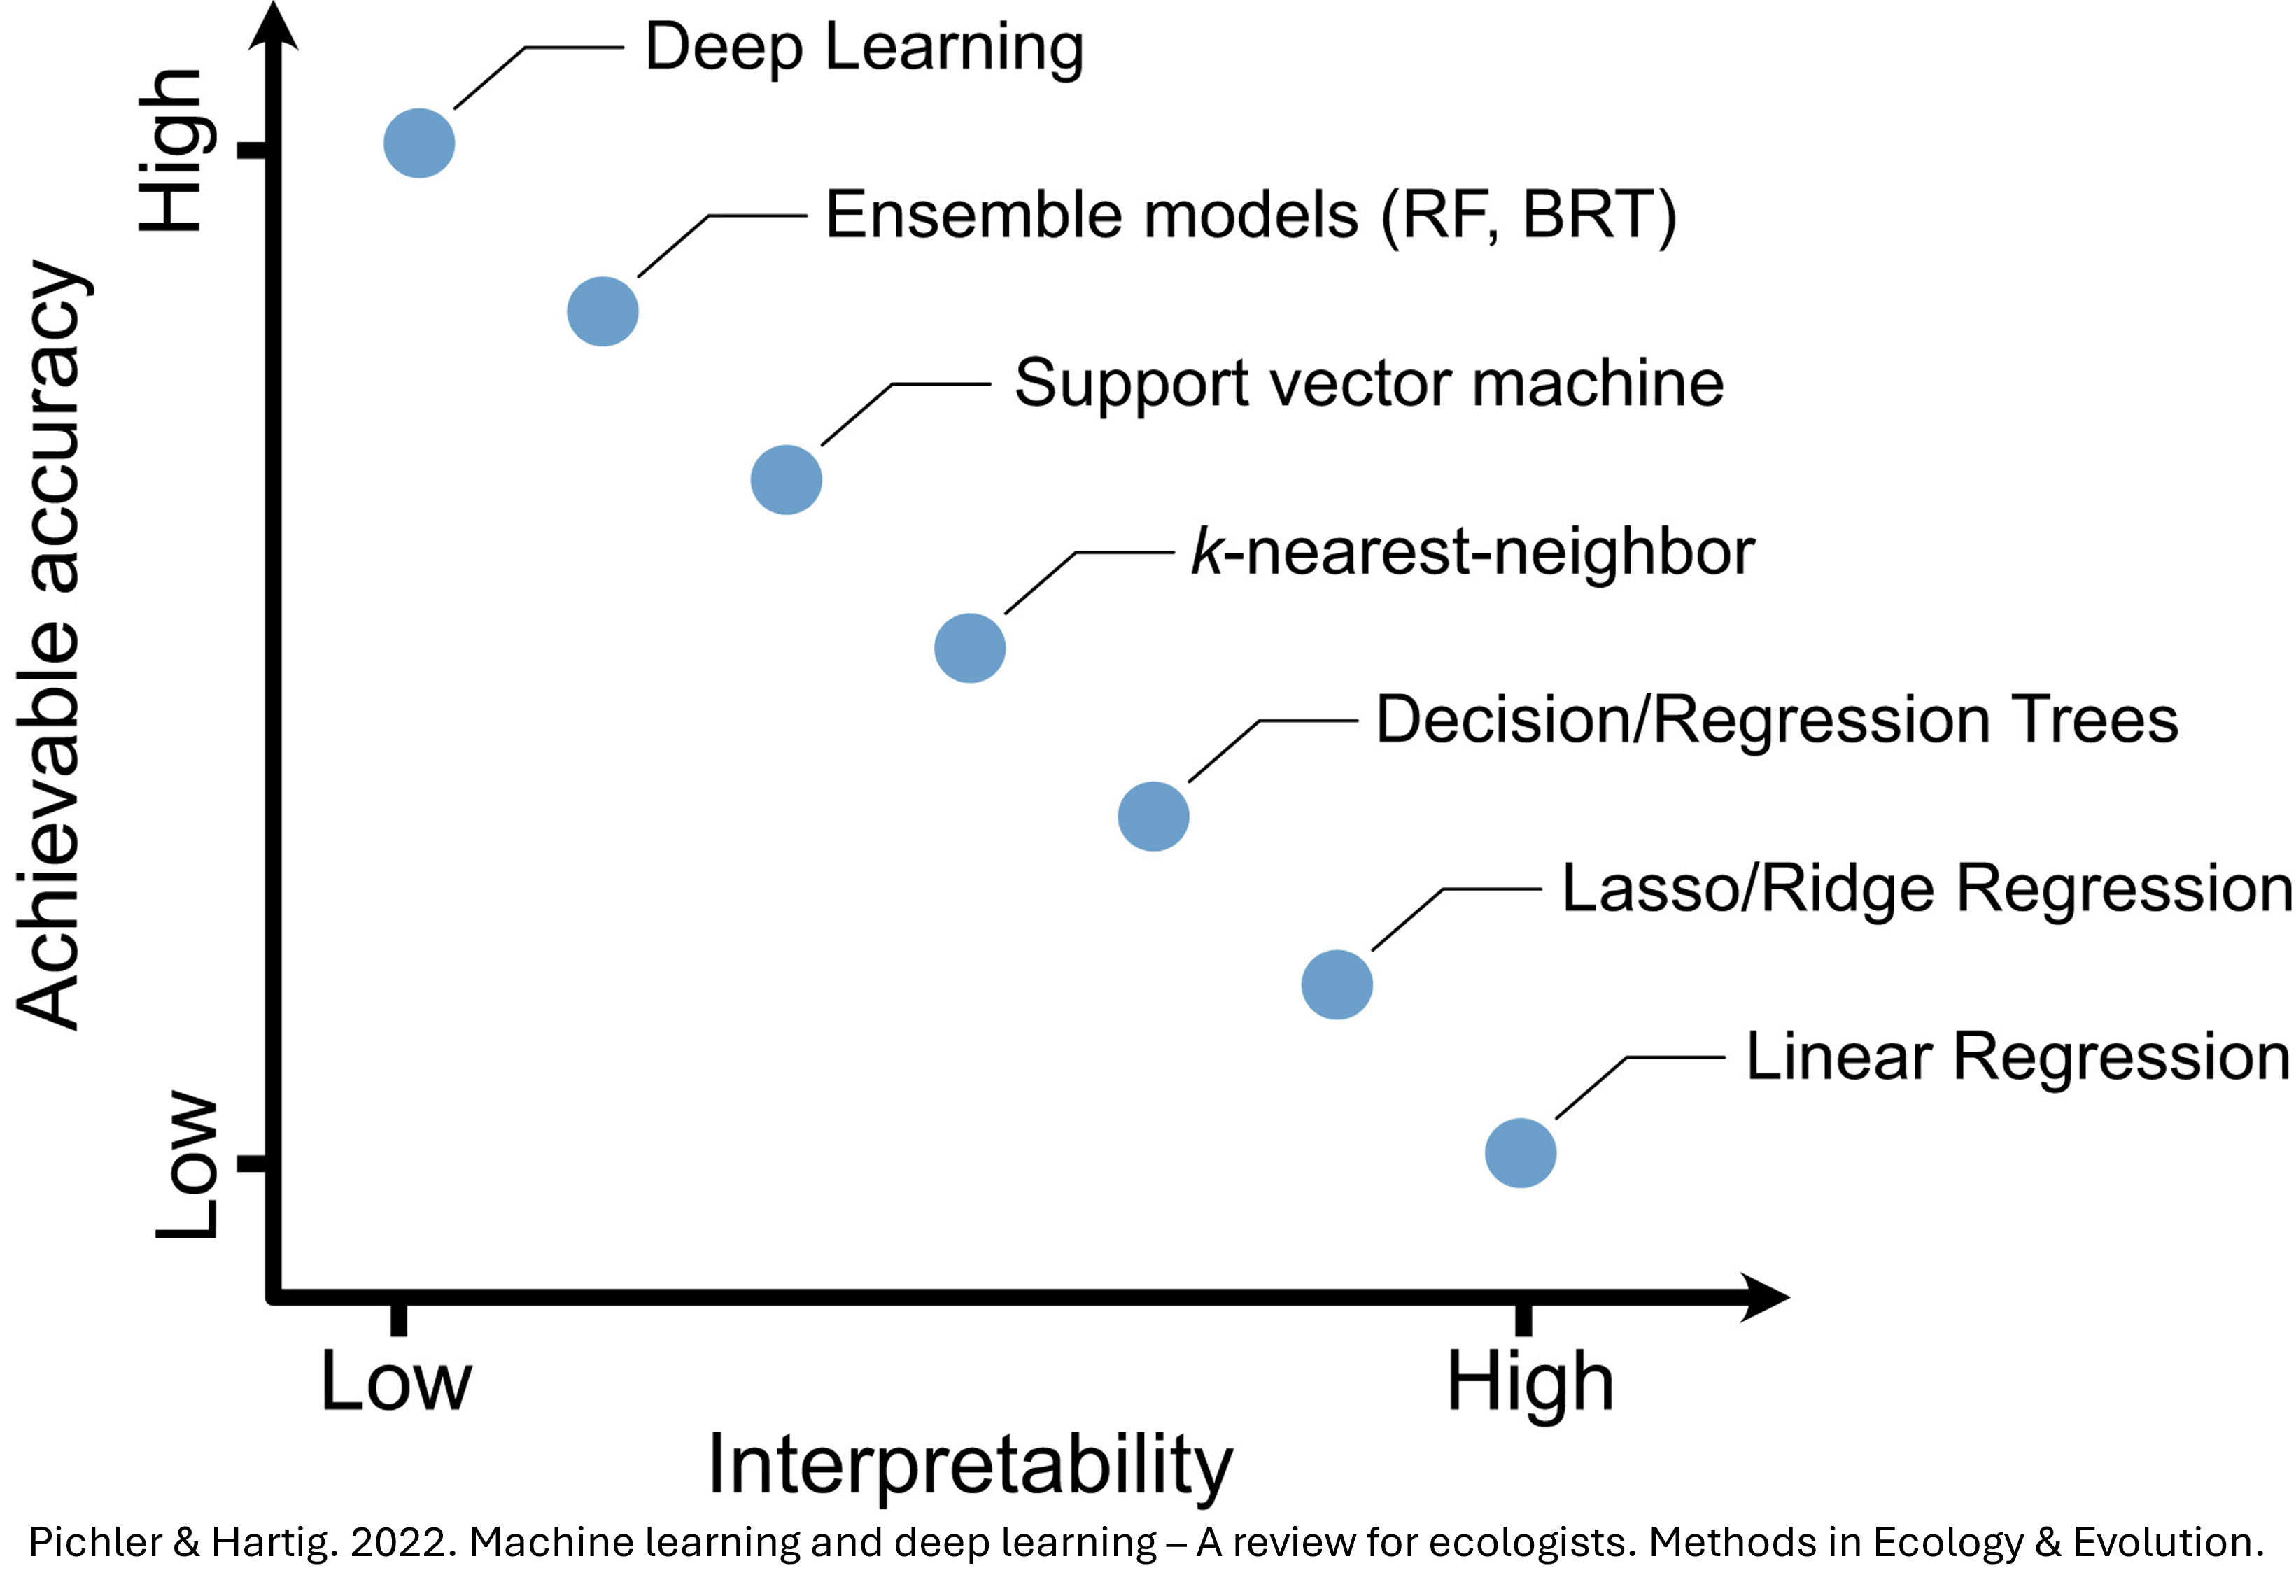 Deep Learning
Ensemble models (RF, BRT)
Support vector machine
k-nearest-neighbor
Decision/Regression Trees
Lasso/Ridge Regression
Linear Regression
High
Achievable accuracy
Low
Low
High
Interpretability
Pichler & Hartig. 2022. Machine learning and deep learning – A review for ecologists. Methods in Ecology & Evolution.